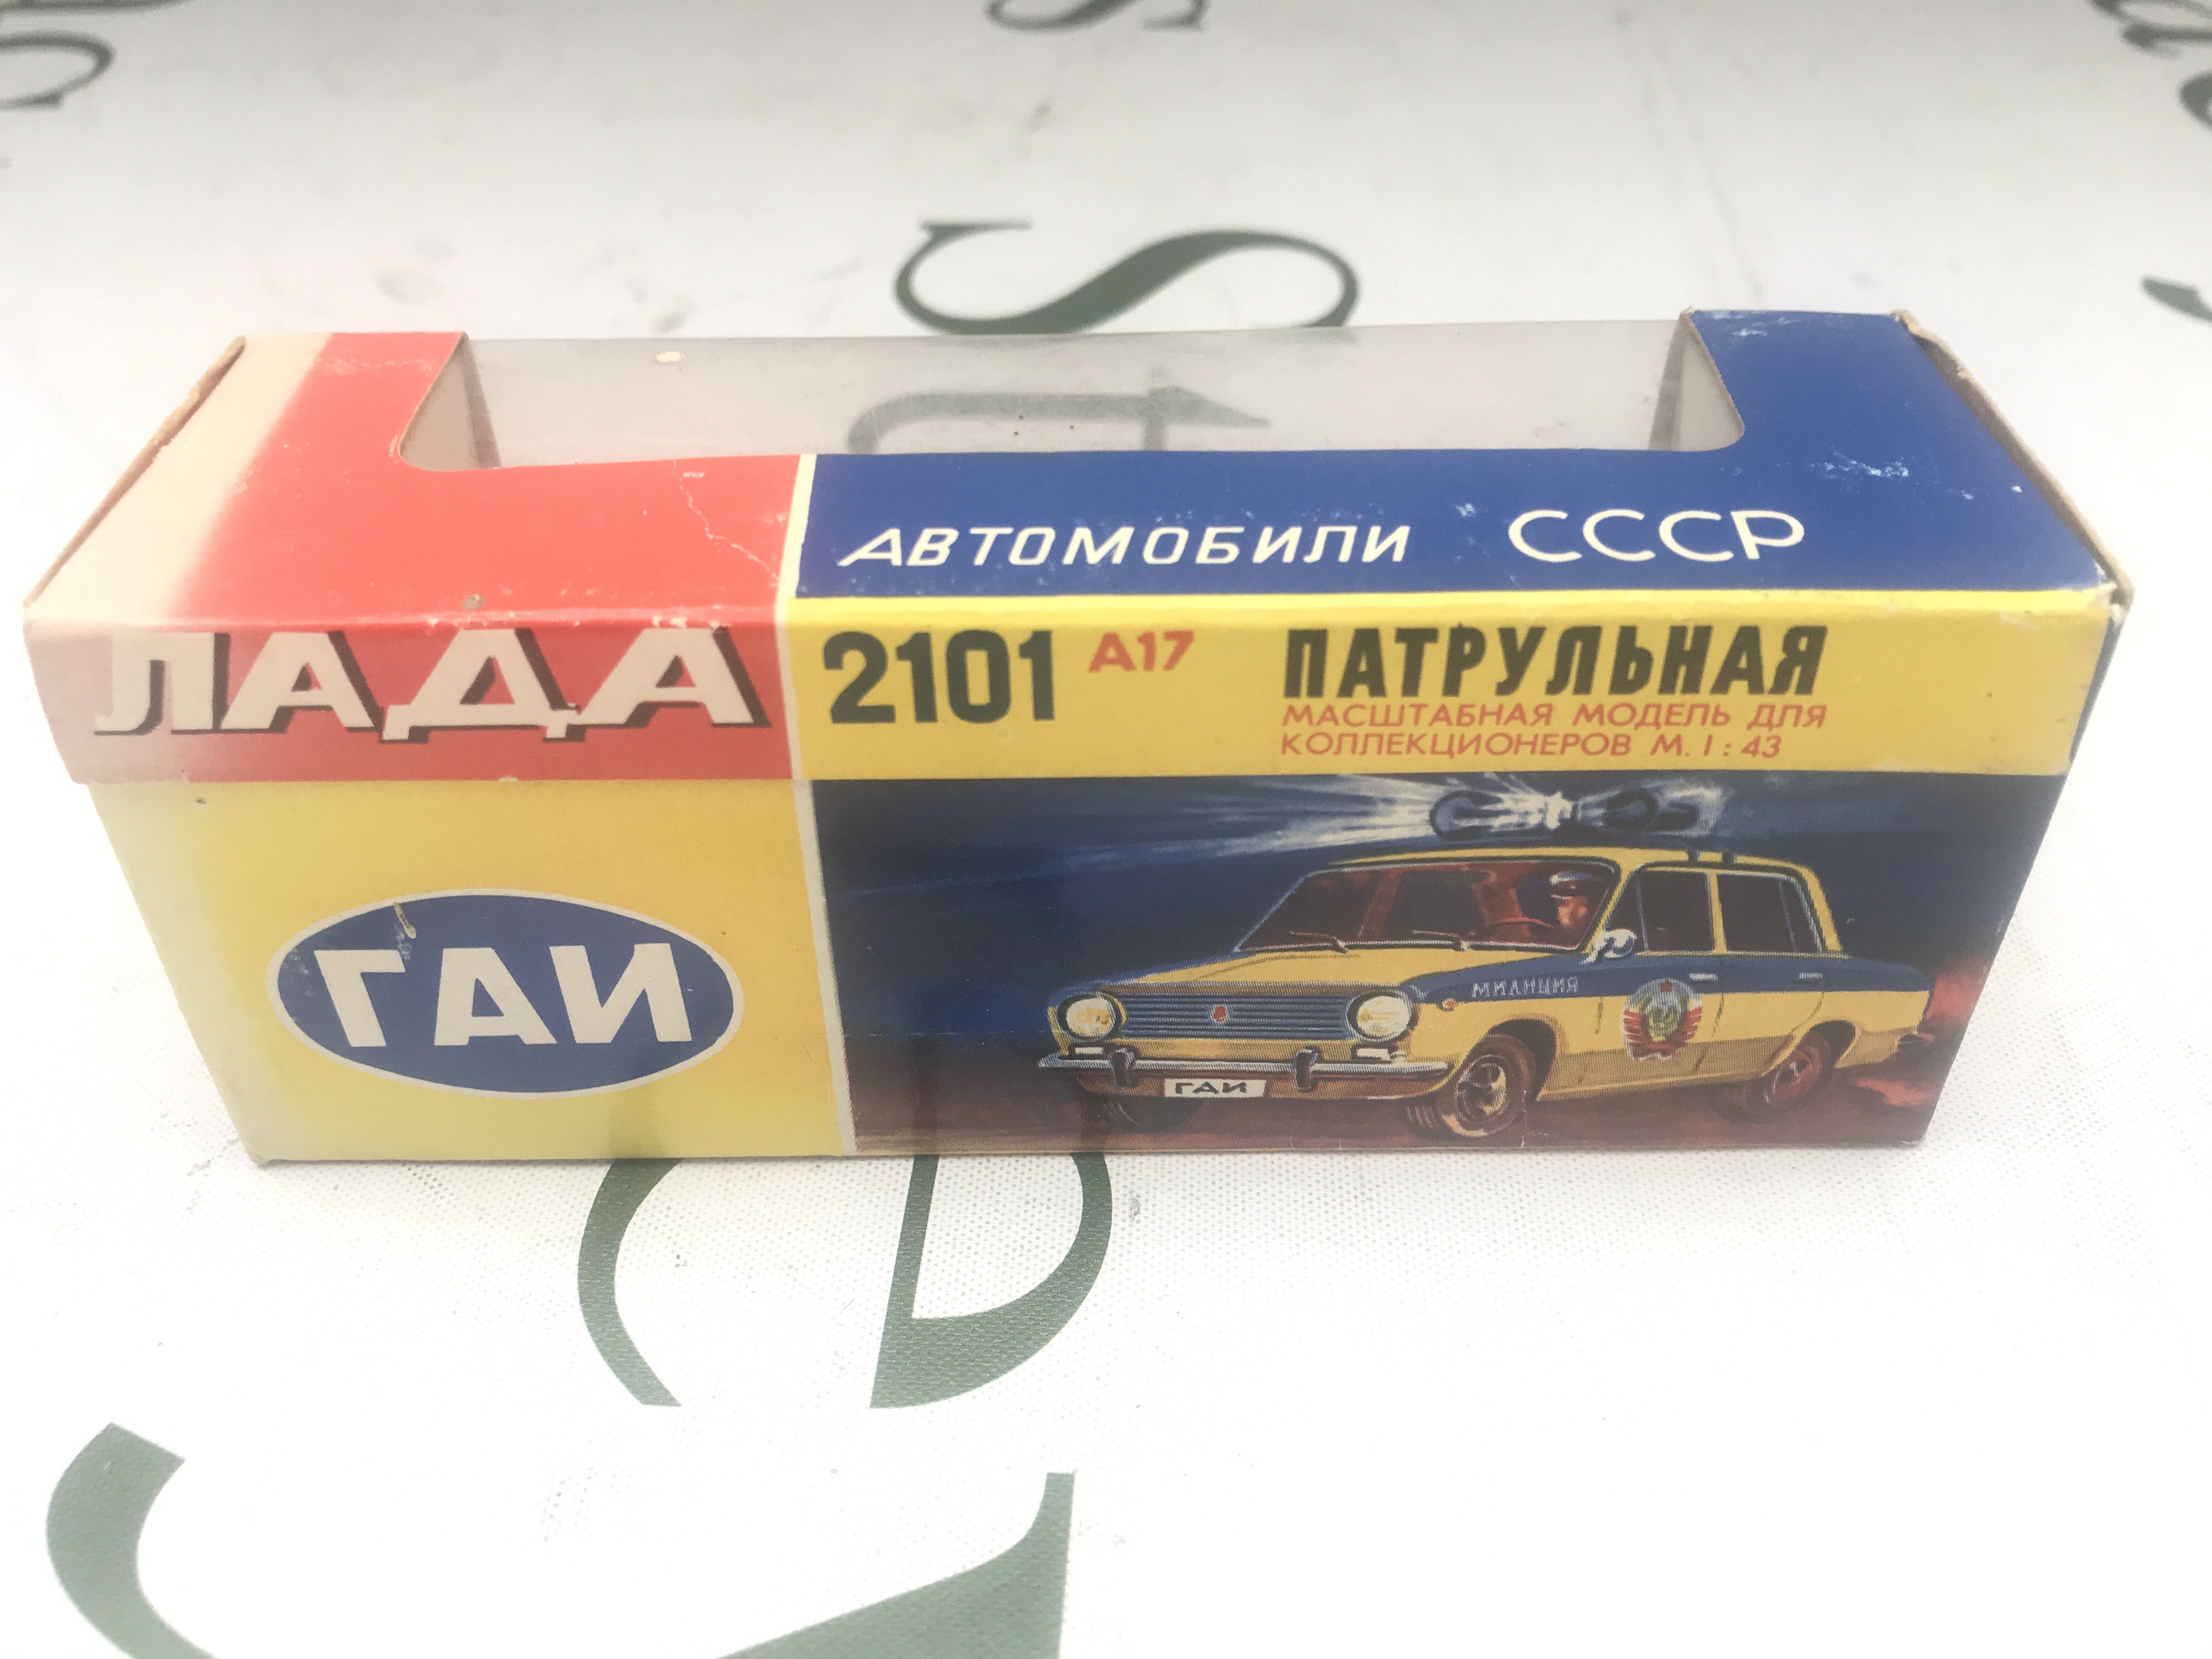 АВТОМОБИЛИ СССР
ЛАДА
2101 А17 ПАТРУЛЬНАЯ
МАСШТАБНАЯ МОДЕЛЬ ДЛЯ
КОЛЛЕКЦИОНЕРОВ М. 1:43
ГАИ
МИЛИЦИЯ
ГАИ